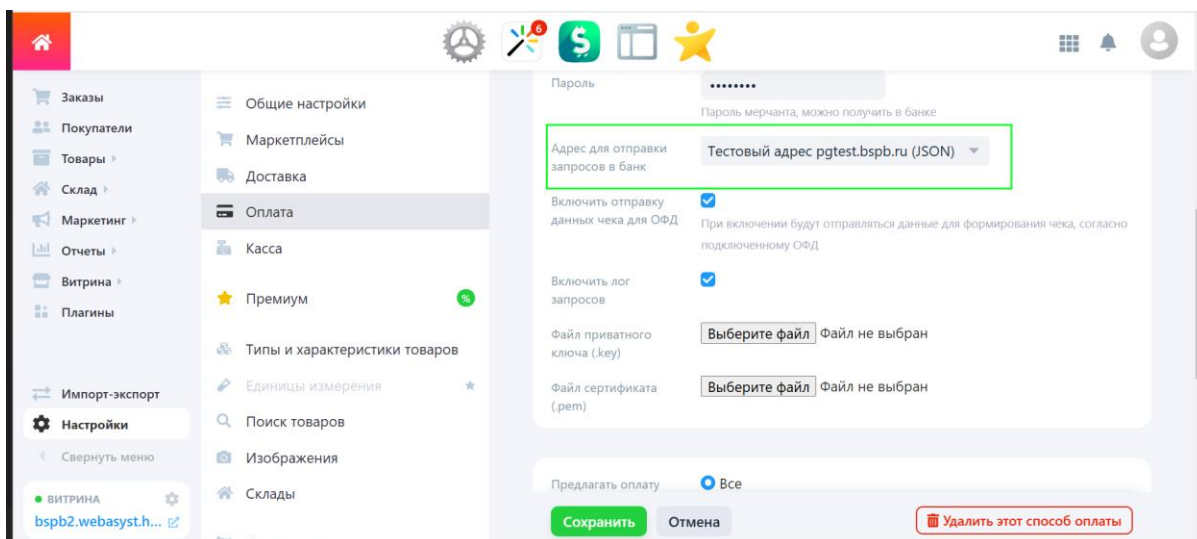 6
Заказы
Покупатели
Товары
Склад
Маркетинг
Отчеты
Витрина
Плагины
Импорт-экспорт
Настройки
Свернуть меню
ВИТРИНА
bspb2.webasyst.h...
Общие настройки
Маркетплейсы
Доставка
Оплата
Касса
Премиум
%
Типы и характеристики товаров
Единицы измерения
Поиск товаров
Изображения
Склады
Пароль
••••••••
Пароль мерчанта, можно получить в банке
Адрес для отправки
запросов в банк
Тестовый адрес pgtest.bspb.ru (JSON)
Включить отправку
данных чека для ОФД
При включении будут отправляться данные для формирования чека, согласно
подключенному ОФД
Включить лог
запросов
Файл приватного
ключа (.key)
Выберите файл Файл не выбран
Файл сертификата
(.pem)
Выберите файл Файл не выбран
Предлагать оплату
Все
Сохранить
Отмена
Удалить этот способ оплаты